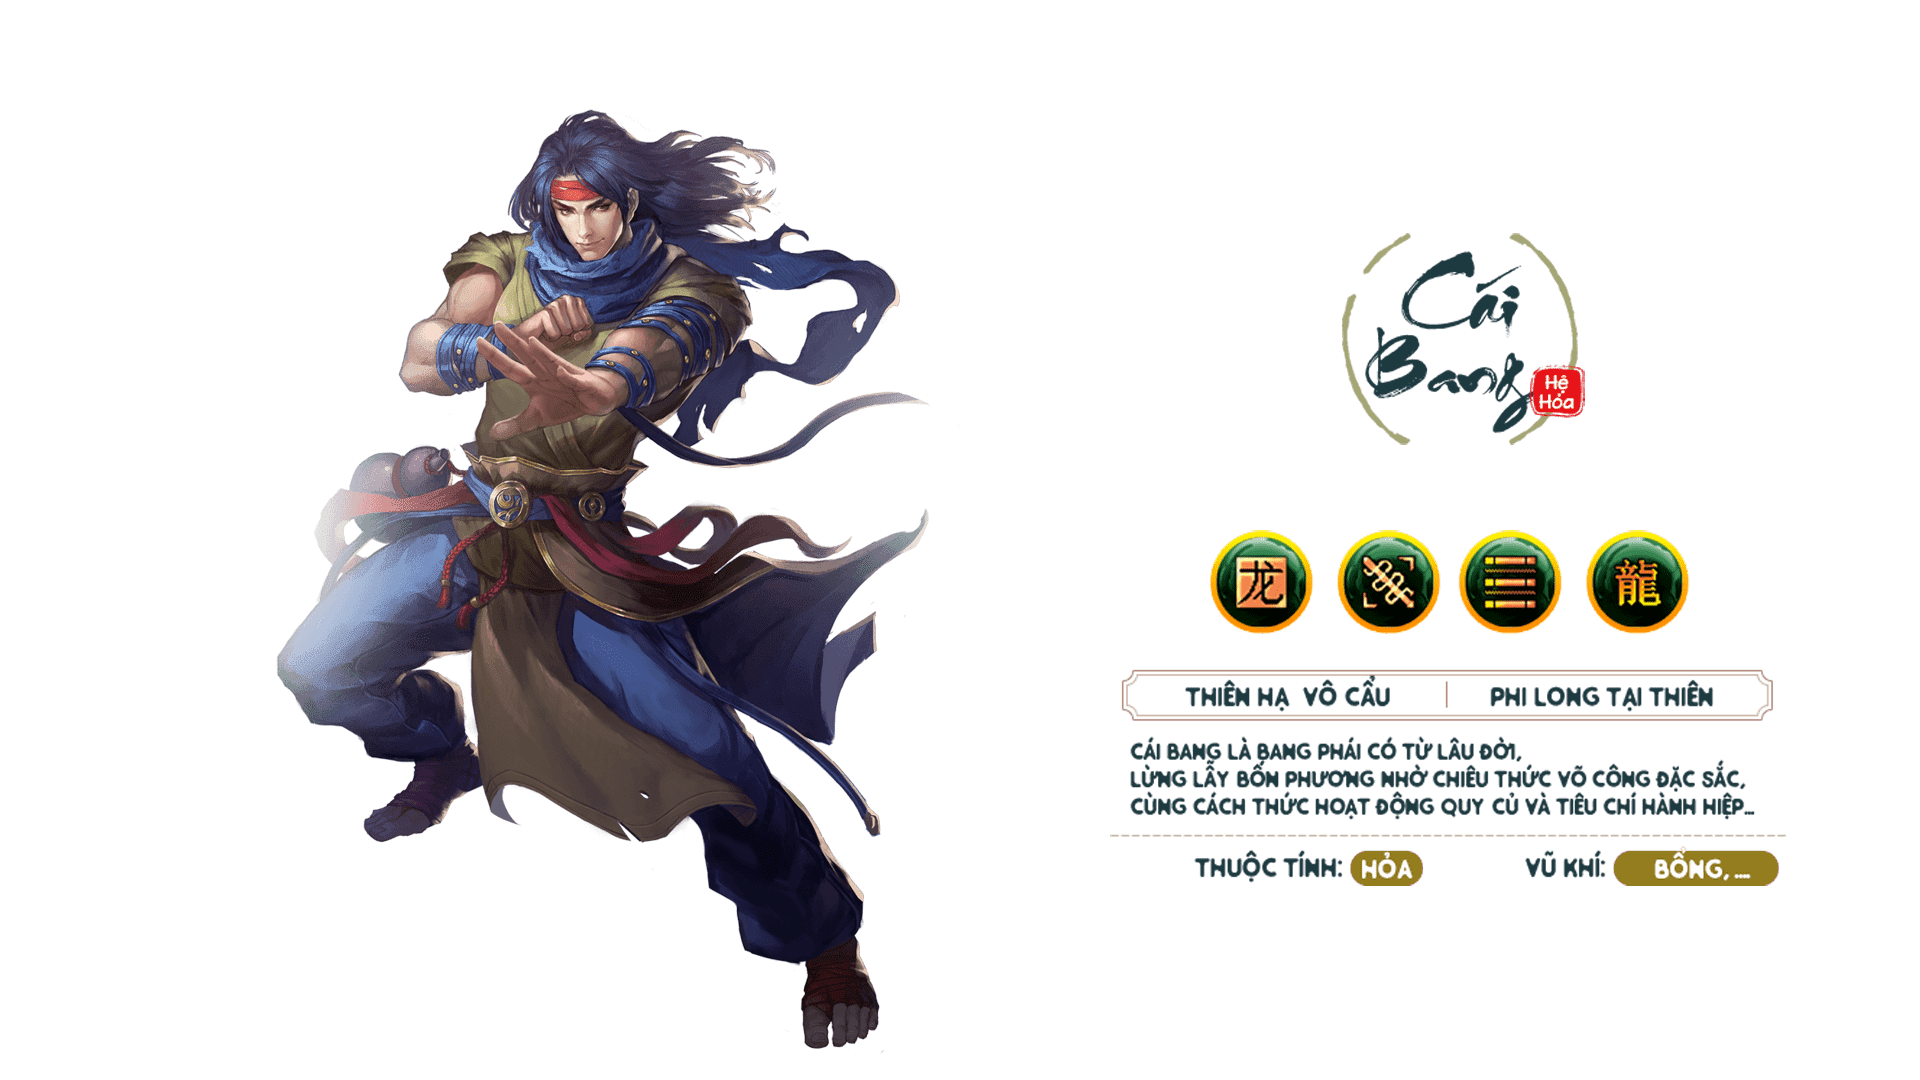 Cái
Bang
Hệ
Hỏa
龙
龍
THIÊN HẠ VÔ CẨU
PHI LONG TẠI THIÊN
CÁI BANG LÀ BANG PHÁI CÓ TỪ LÂU ĐỜI,
LỪNG LẪY BỐN PHƯƠNG NHỜ CHIÊU THỨC VÕ CÔNG ĐẶC SẮC,
CÙNG CÁCH THỨC HOẠT ĐỘNG QUY CỦ VÀ TIÊU CHÍ HÀNH HIỆP...
THUỘC TÍNH: HỎA
VŨ KHÍ: BỔNG, ....